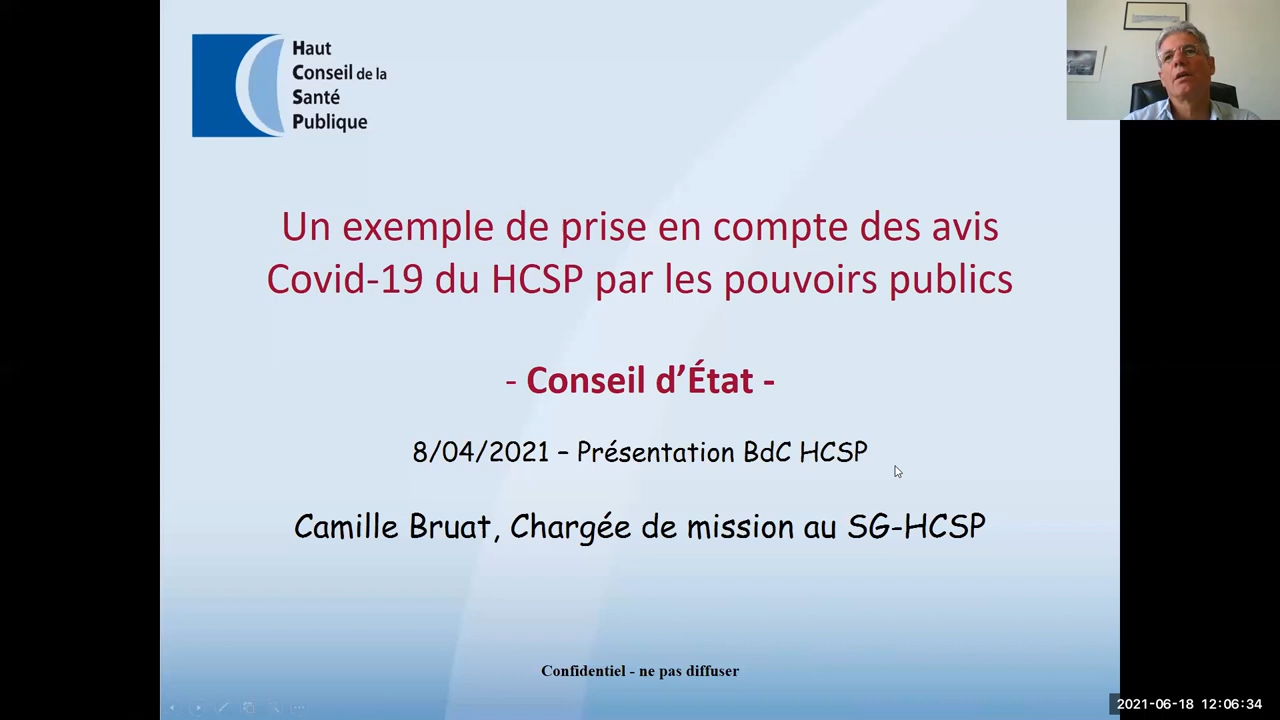 Haut
Conseil de la
Santé
Publique
Un exemple de prise en compte des avis
Covid-19 du HCSP par les pouvoirs publics
- Conseil d’État -
8/04/2021 – Présentation BdC HCSP
Camille Bruat, Chargée de mission au SG-HCSP
Confidentiel - ne pas diffuser
2021-06-18 12:06:34